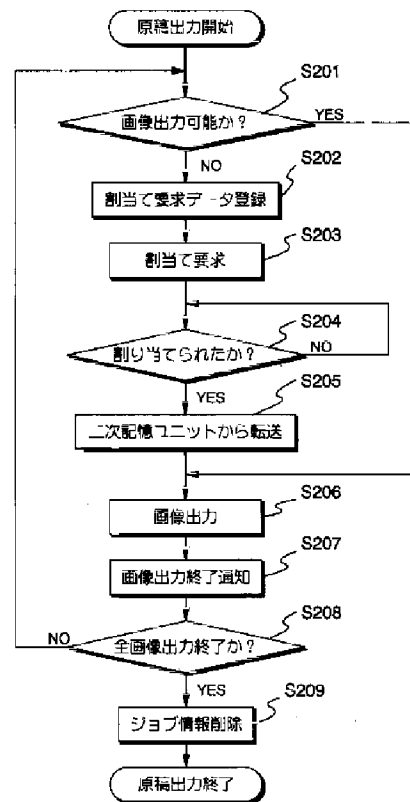 原稿出力開始
S201
画像出力可能か？
YES
NO
S202
割当て要求データ登録
S203
割当て要求
S204
割り当てられたか？
NO
S205
YES
二次記憶ユニットから転送
S206
画像出力
S207
画像出力終了通知
S208
NO
全画像出力終了か？
YES
S209
ジョブ情報削除
原稿出力終了